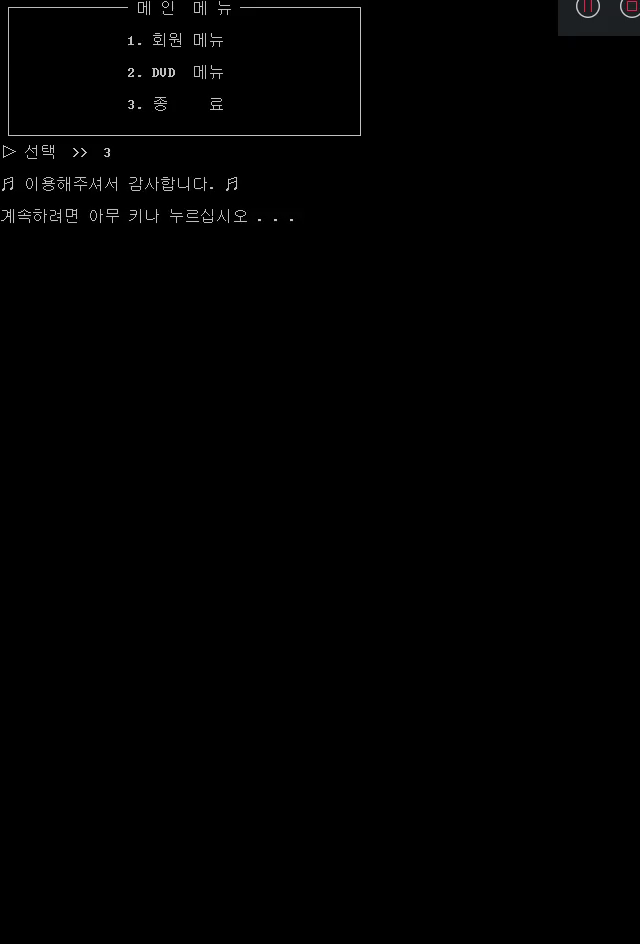 메 인 메 뉴
1. 회원 메뉴
2. DVD 메뉴
3. 종 료
▷ 선택 >> 3
♬ 이용해주셔서 감사합니다. ♬
계속하려면 아무 키나 누르십시오 . . .